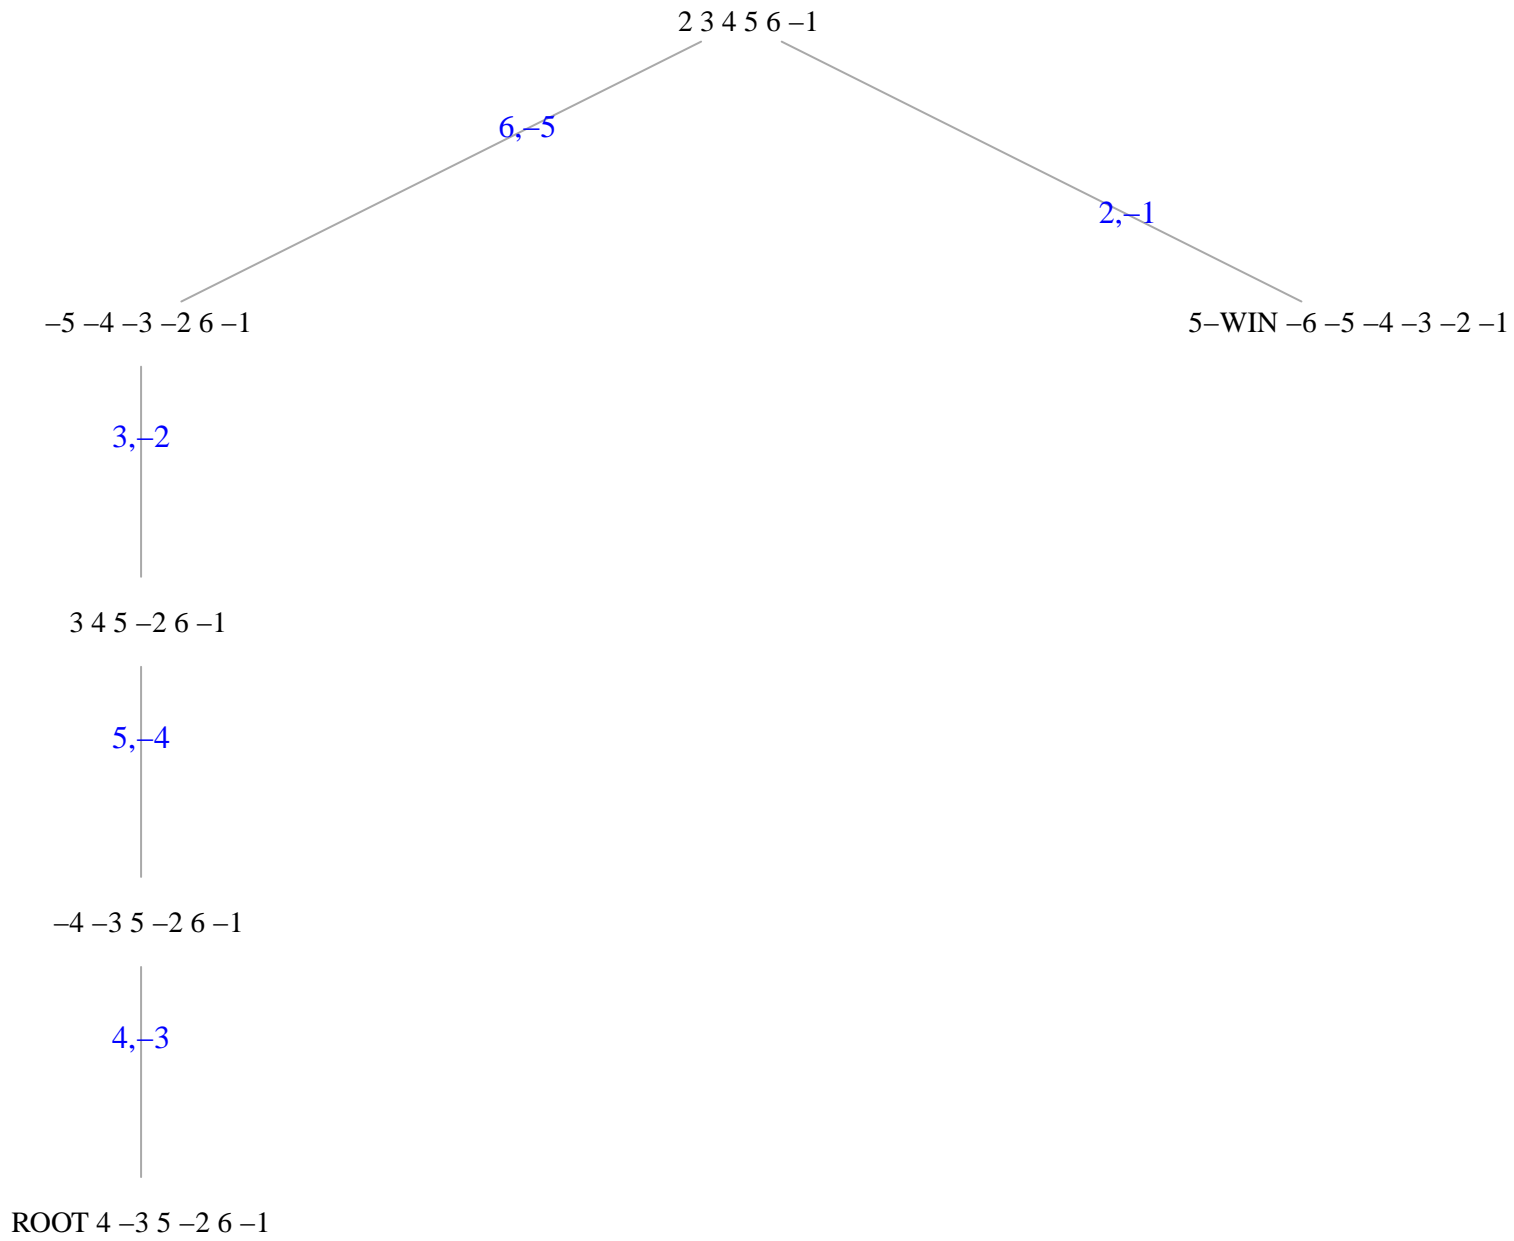 2 3 4 5 6 –1
6,–5
2,–1
–5 –4 –3 –2 6 –1
5–WIN –6 –5 –4 –3 –2 –1
3,–2
3 4 5 –2 6 –1
5,–4
–4 –3 5 –2 6 –1
4,–3
ROOT 4 –3 5 –2 6 –1